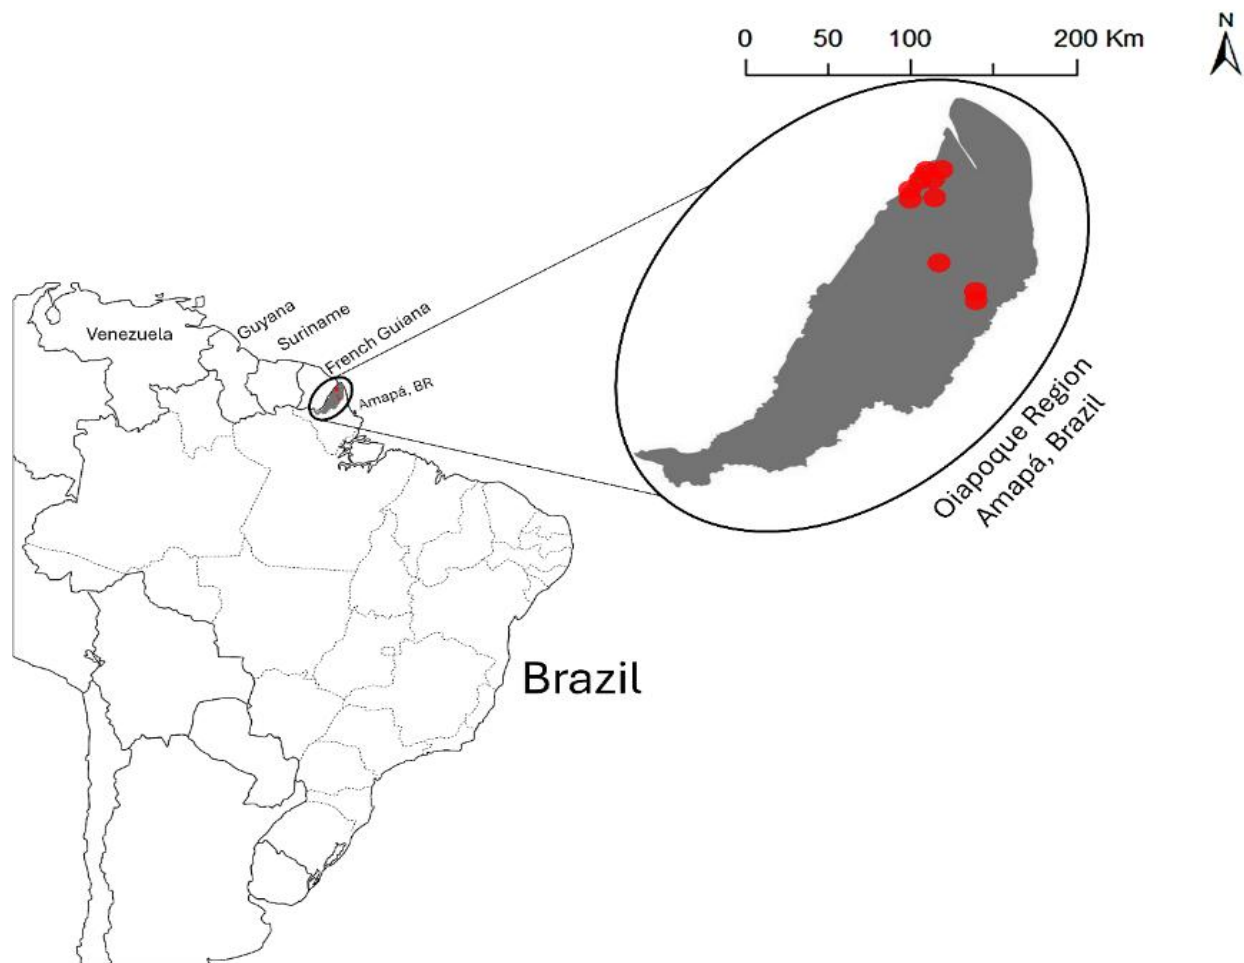 N
0 50 100 200 Km
Guyana
Suriname
French Guiana
Venezuela
Amapá, BR
Oiapoque Region
Amapá, Brazil
Brazil